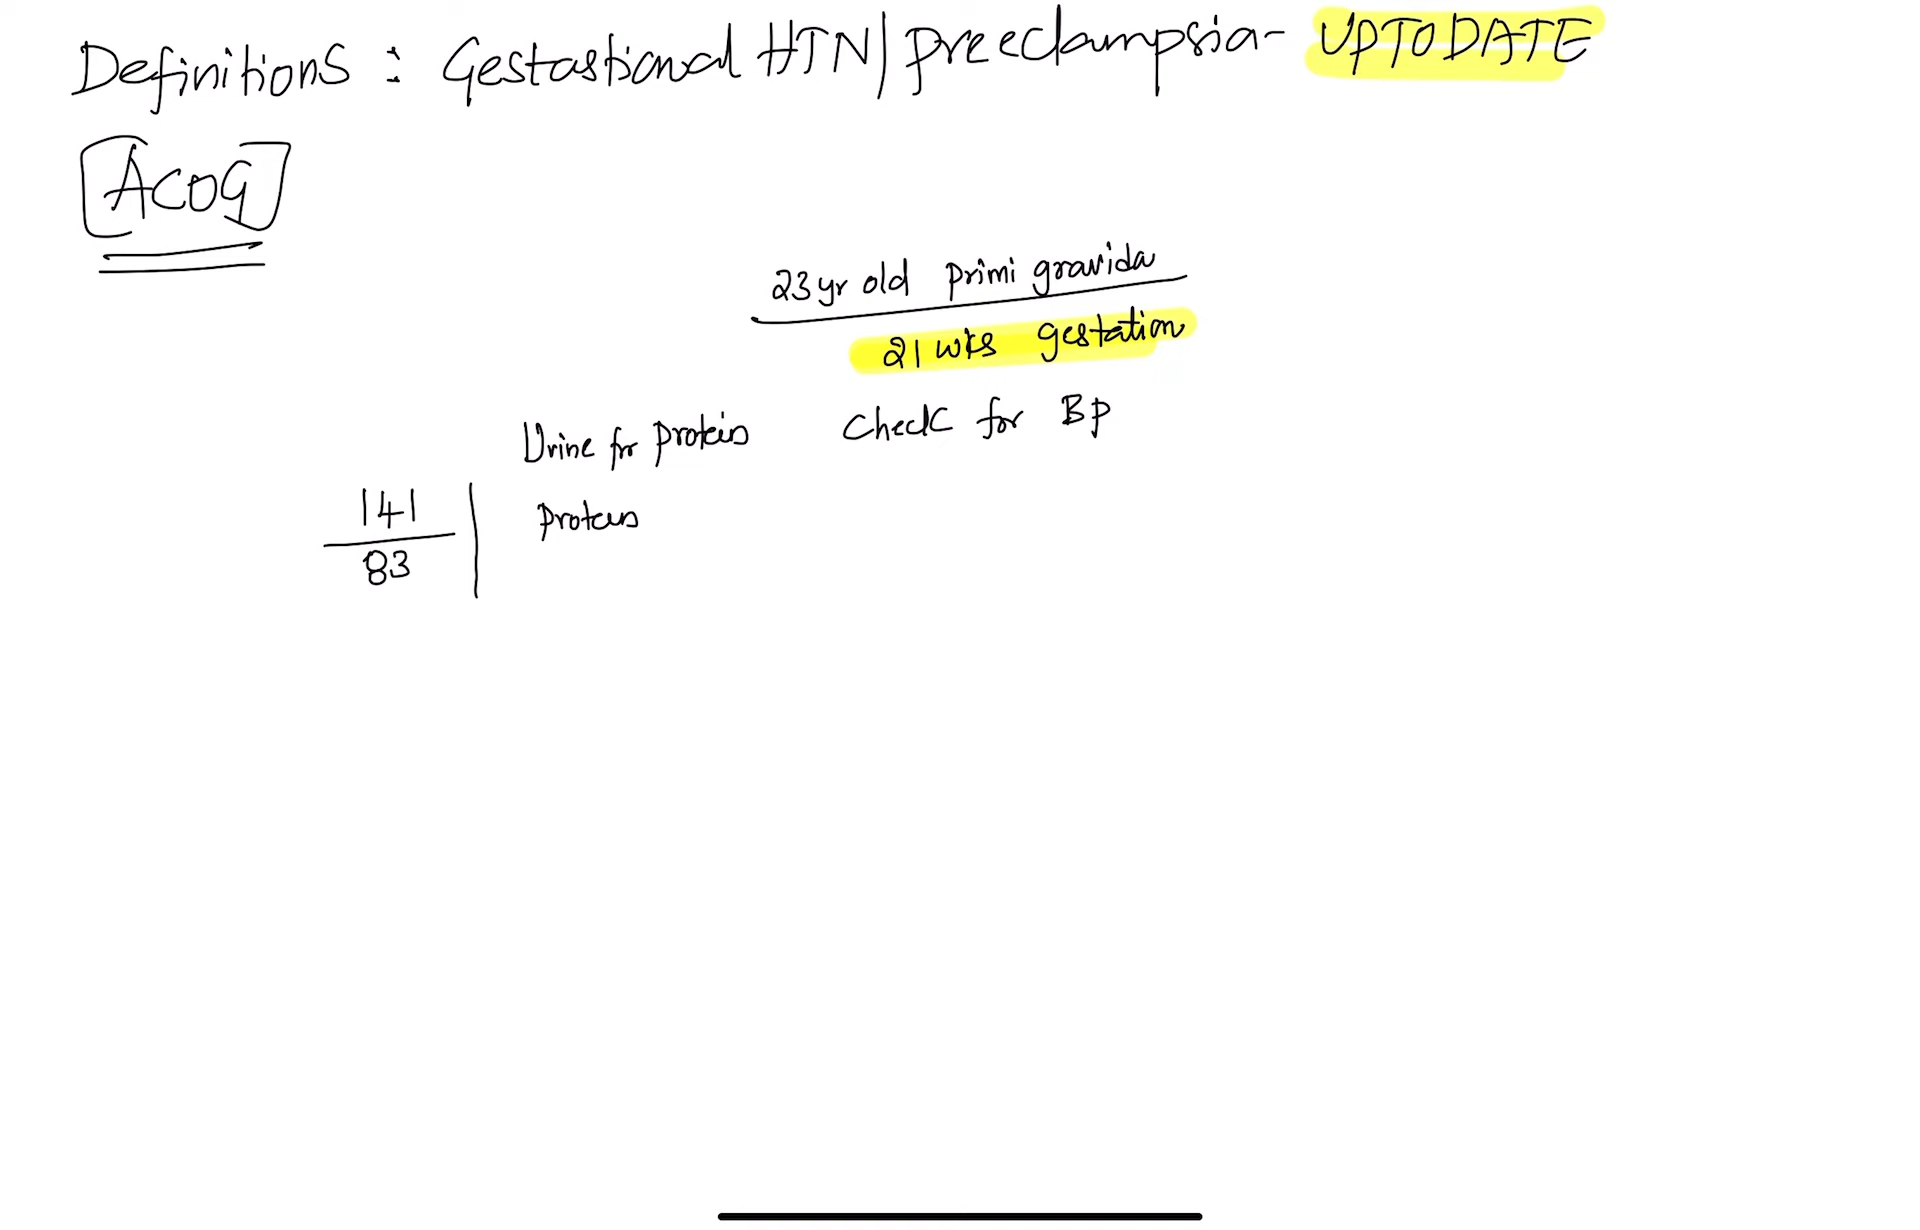 Definitions : Gestastional HTN/preeclampsia- UPTODATE
ACOG
23yr old primi gravida
21 wks gestation
Urine for protein check for BP
141
83
Protein